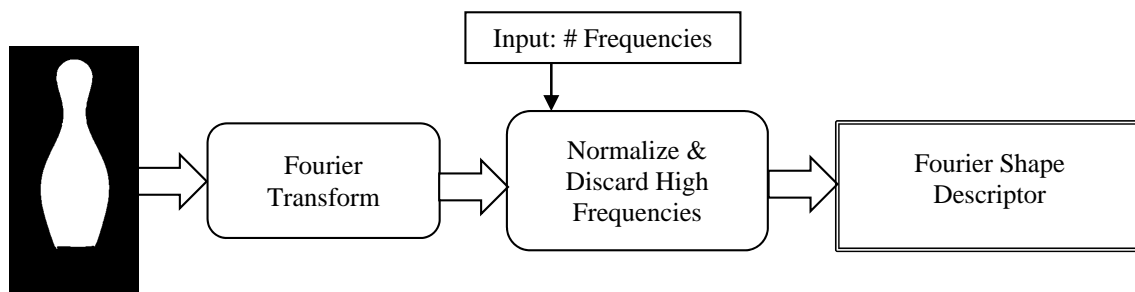 Input: # Frequencies
Fourier
Transform
Normalize &
Discard High
Frequencies
Fourier Shape
Descriptor